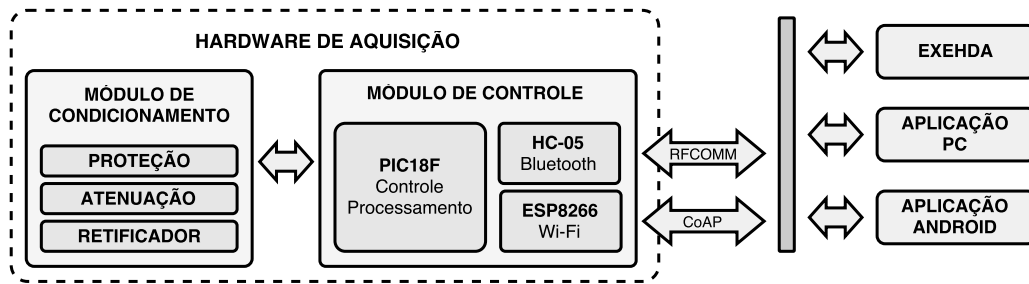 HARDWARE DE AQUISIÇÃO
MÓDULO DE
CONDICIONAMENTO
PROTEÇÃO
ATENUAÇÃO
RETIFICADOR
MÓDULO DE CONTROLE
PIC18F
Controle
Processamento
HC-05
Bluetooth
ESP8266
Wi-Fi
RFCOMM
CoAP
EXEHDA
APLICAÇÃO
PC
APLICAÇÃO
ANDROID